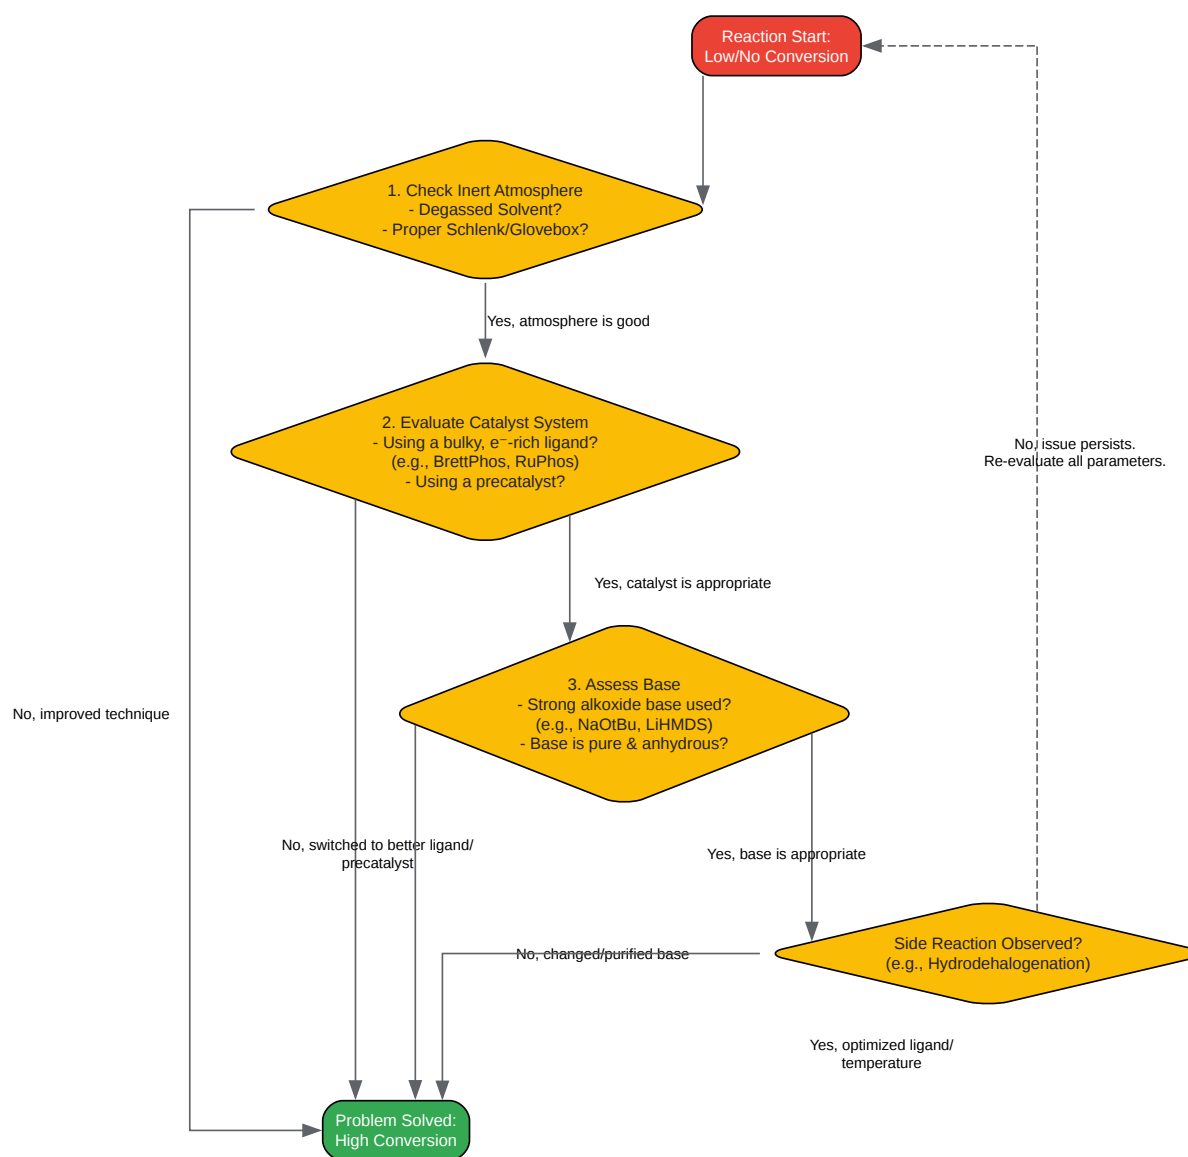 Reaction Start:
Low/No Conversion
1. Check Inert Atmosphere
- Degassed Solvent?
- Proper Schlenk/Glovebox?
Yes, atmosphere is good
2. Evaluate Catalyst System
- Using a bulky, e⁻-rich ligand?
(e.g., BrettPhos, RuPhos)
- Using a precatalyst?
No, issue persists.
Re-evaluate all parameters.
Yes, catalyst is appropriate
3. Assess Base
- Strong alkoxide base used?
(e.g., NaOtBu, LiHMDS)
- Base is pure & anhydrous?
No, improved technique
No, switched to better ligand/
precatalyst
Yes, base is appropriate
Side Reaction Observed?
(e.g., Hydrodehalogenation)
No, changed/purified base
Yes, optimized ligand/
temperature
Problem Solved:
High Conversion